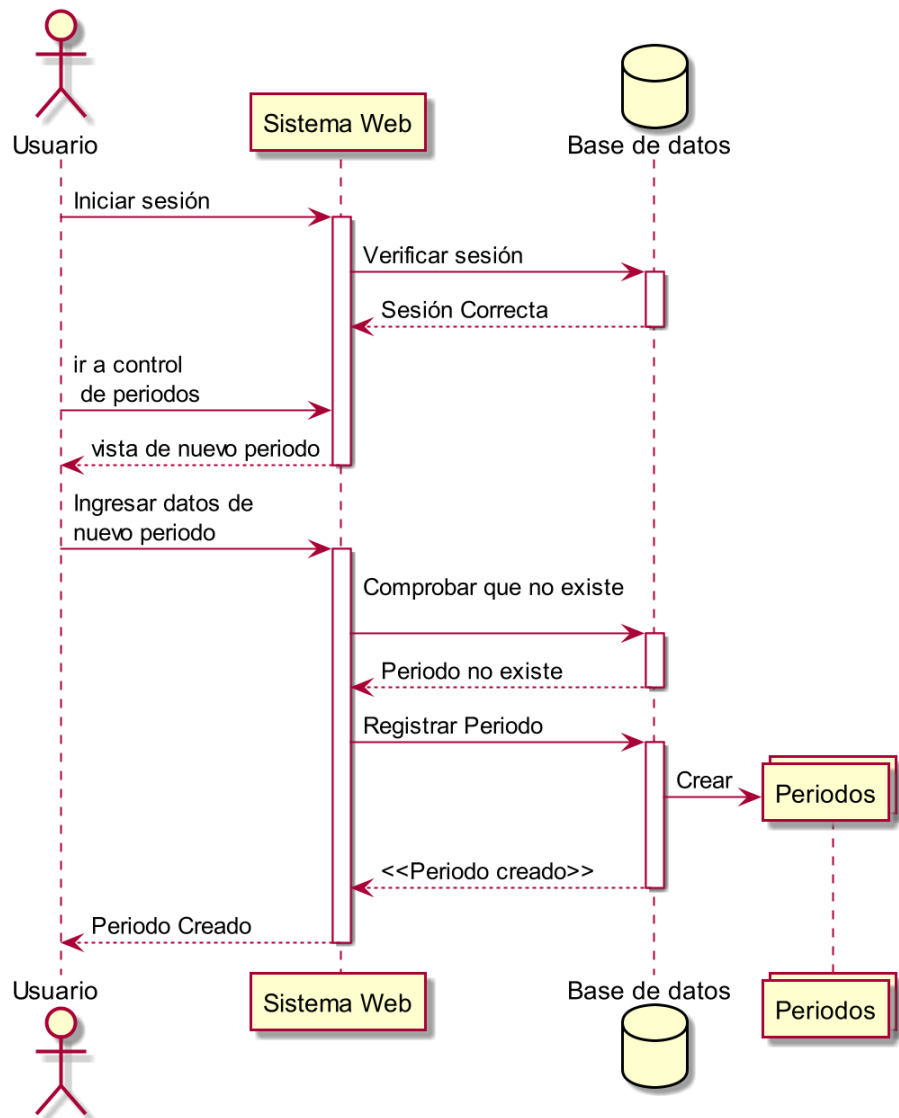 Usuario
Sistema Web
Base de datos
Iniciar sesión
Verificar sesión
Sesión Correcta
ir a control
de periodos
vista de nuevo periodo
Ingresar datos de
nuevo periodo
Comprobar que no existe
Periodo no existe
Registrar Periodo
Crear
Periodos
<<Periodo creado>>
Periodo Creado
Usuario
Sistema Web
Base de datos
Periodos